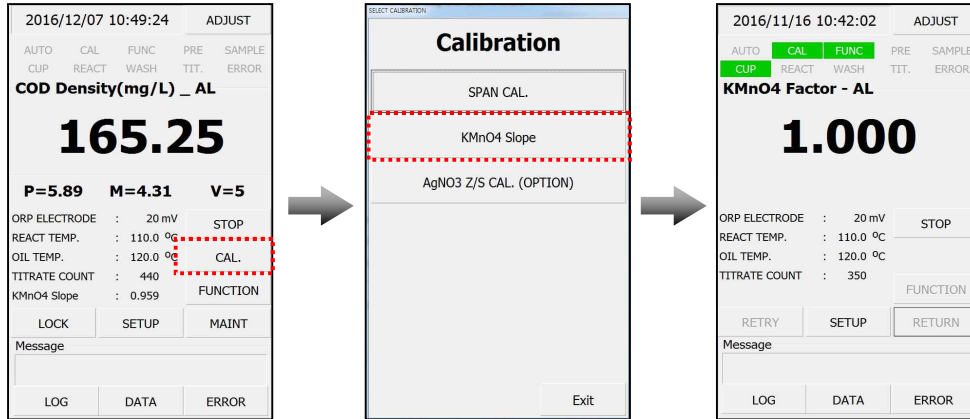 2016/12/07 10:49:24 ADJUST
AUTO CAL FUNC PRE SAMPLE
CUP REACT WASH TIT. ERROR
COD Density(mg/L) _ AL
165.25
P=5.89 M=4.31 V=5
ORP ELECTRODE : 20 mV
STOP
REACT TEMP. : 110.0 ºC
OIL TEMP. : 120.0 ºC CAL.
TITRATE COUNT : 440
FUNCTION
KMnO4 Slope : 0.959
LOCK SETUP MAINT
Message
LOG DATA ERROR
SELECT CALIBRATION
Calibration
SPAN CAL.
KMnO4 Slope
AgNO3 Z/S CAL. (OPTION)
Exit
2016/11/16 10:42:02 ADJUST
AUTO CAL FUNC PRE SAMPLE
CUP REACT WASH TIT. ERROR
KMnO4 Factor - AL
1.000
ORP ELECTRODE : 20 mV
STOP
REACT TEMP. : 110.0 ºC
OIL TEMP. : 120.0 ºC
TITRATE COUNT : 350
FUNCTION
RETRY SETUP RETURN
Message
LOG DATA ERROR